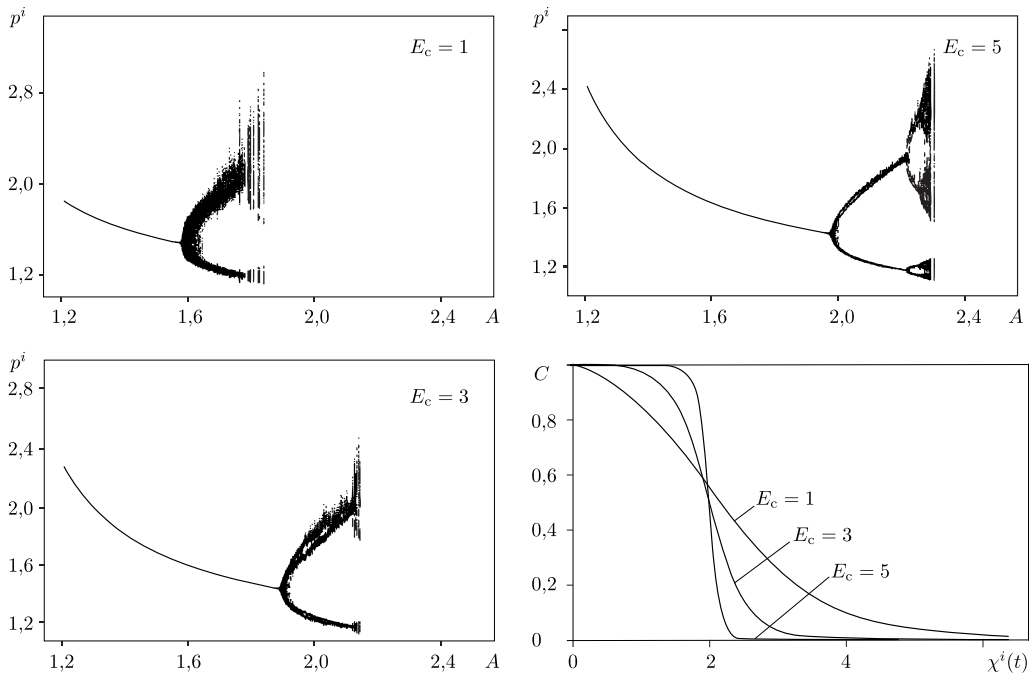 p^i
E_c = 1
2,8
2,0
1,2
1,2 1,6 2,0 2,4 A
p^i
E_c = 5
2,4
2,0
1,6
1,2
1,2 1,6 2,0 2,4 A
p^i
E_c = 3
2,8
2,4
2,0
1,6
1,2
1,2 1,6 2,0 2,4 A
C
0,8
0,6
E_c = 1
0,4
E_c = 3
E_c = 5
0,2
0
0 2 4 χ^i(t)